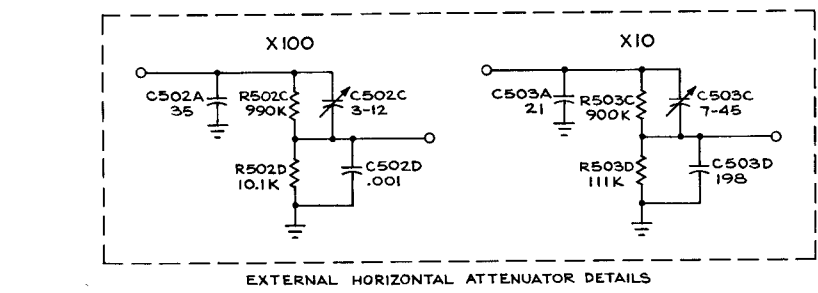 X100
X10
C502A
35
R502C
990K
C502C
3-12
R502D
10.1K
C502D
.001
C503A
21
R503C
900K
C503C
7-45
R503D
111K
C503D
198
EXTERNAL HORIZONTAL ATTENUATOR DETAILS